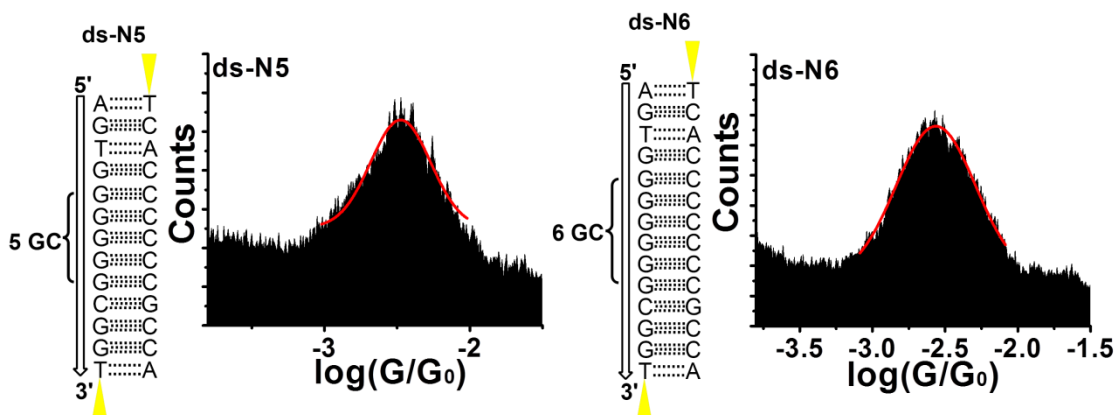 ds-N5
5'
A T
G C
T A
G C
G C
G C
G C
G C
G C
C G
G C
G C
T A
3'
5 GC
ds-N5
Counts
-3 -2
log(G/G₀)
ds-N6
5'
A T
G C
T A
G C
G C
G C
G C
G C
G C
G C
C G
G C
G C
T A
3'
6 GC
ds-N6
Counts
-3.5 -3.0 -2.5 -2.0 -1.5
log(G/G₀)